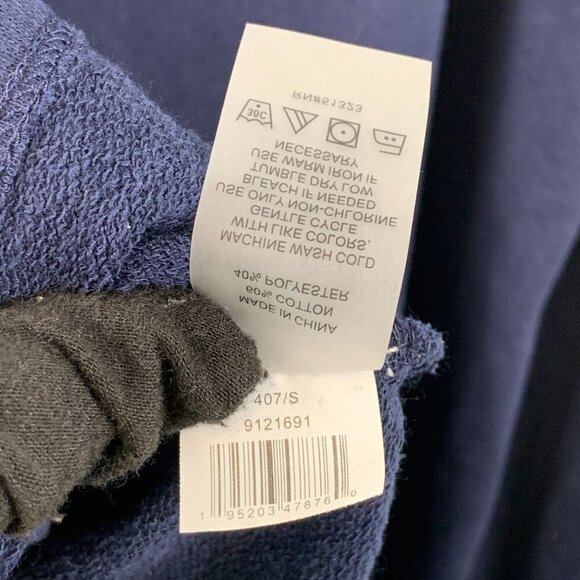 MADE IN CHINA
60% COTTON
40% POLYESTER
MACHINE WASH COLD
WITH LIKE COLORS,
GENTLE CYCLE
USE ONLY NON-CHLORINE
BLEACH IF NEEDED
TUMBLE DRY LOW
USE WARM IRON IF
NECESSARY
30C
RN#61323
407/S
9121691
1 95203 47876 0